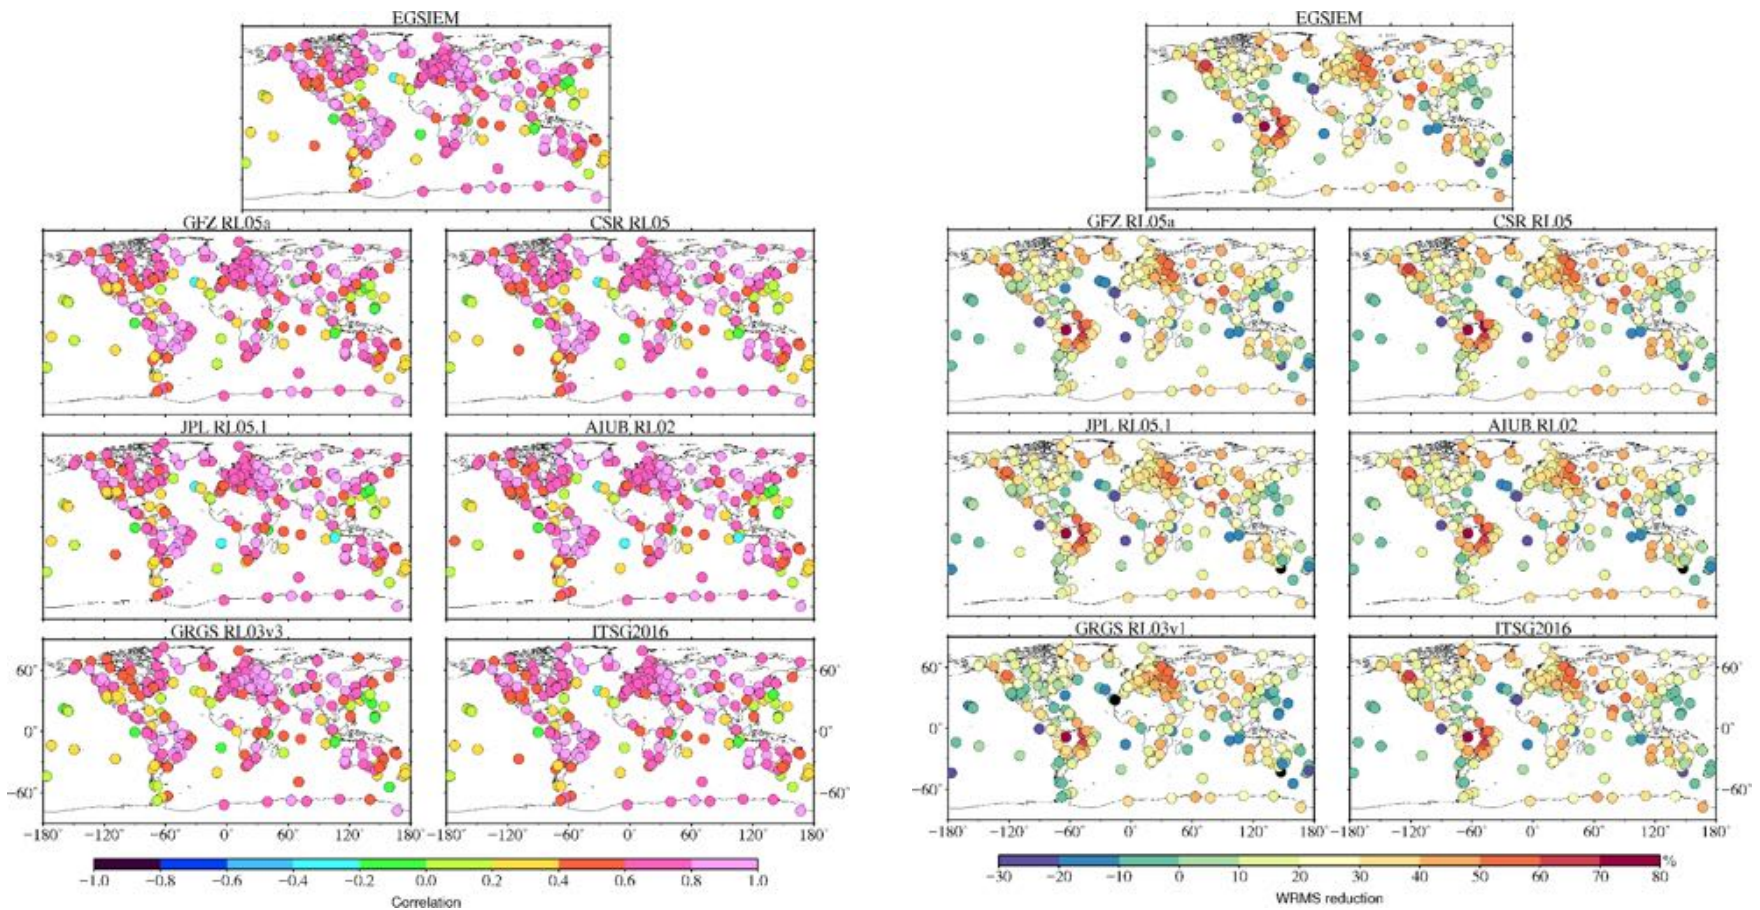 EGSIEM
EGSIEM
GFZ RL05a
CSR RL05
GFZ RL05a
CSR RL05
JPL RL05.1
AIUB RL02
JPL RL05.1
AIUB RL02
GRGS RL03v3
ITSG2016
GRGS RL03v1
ITSG2016
60° 60° 60° 60°
0° 0° 0° 0°
−60° −60° −60° −60°
−180° −120° −60° 0° 60° 120° 180° −120° −60° 0° 60° 120° 180°
−180° −120° −60° 0° 60° 120° 180° −120° −60° 0° 60° 120° 180°
−1.0 −0.8 −0.6 −0.4 −0.2 0.0 0.2 0.4 0.6 0.8 1.0
Correlation
%
−30 −20 −10 0 10 20 30 40 50 60 70 80
WRMS reduction